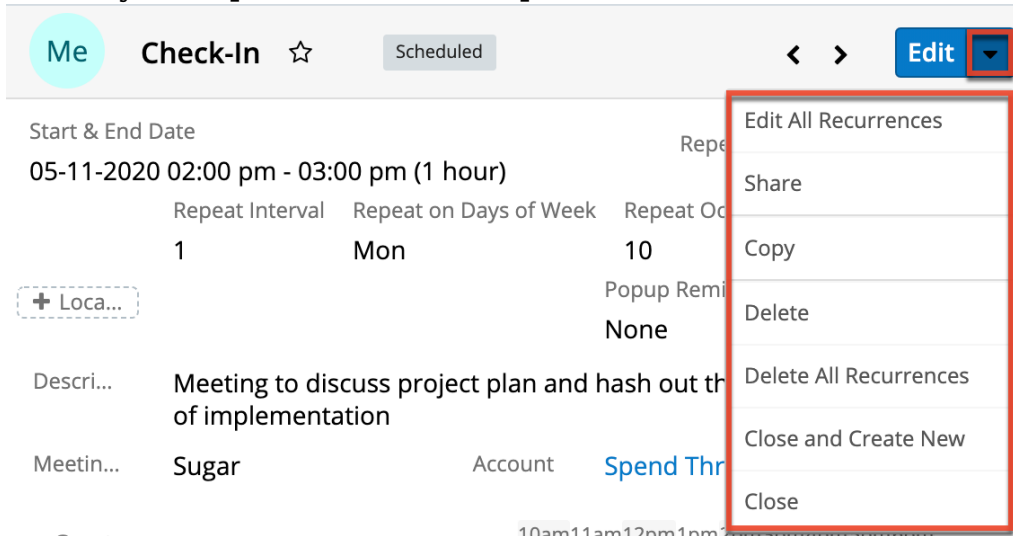 Me Check-In Scheduled Edit
Edit All Recurrences
Start & End Date
Repe
05-11-2020 02:00 pm - 03:00 pm (1 hour)
Share
Repeat Interval Repeat on Days of Week Repeat Oc
1 Mon 10
Copy
+ Loca...
Popup Remi
None
Delete
Descri... Meeting to discuss project plan and hash out th
of implementation
Delete All Recurrences
Close and Create New
Meetin... Sugar Account Spend Thr
Close
10am11am12pm1pm